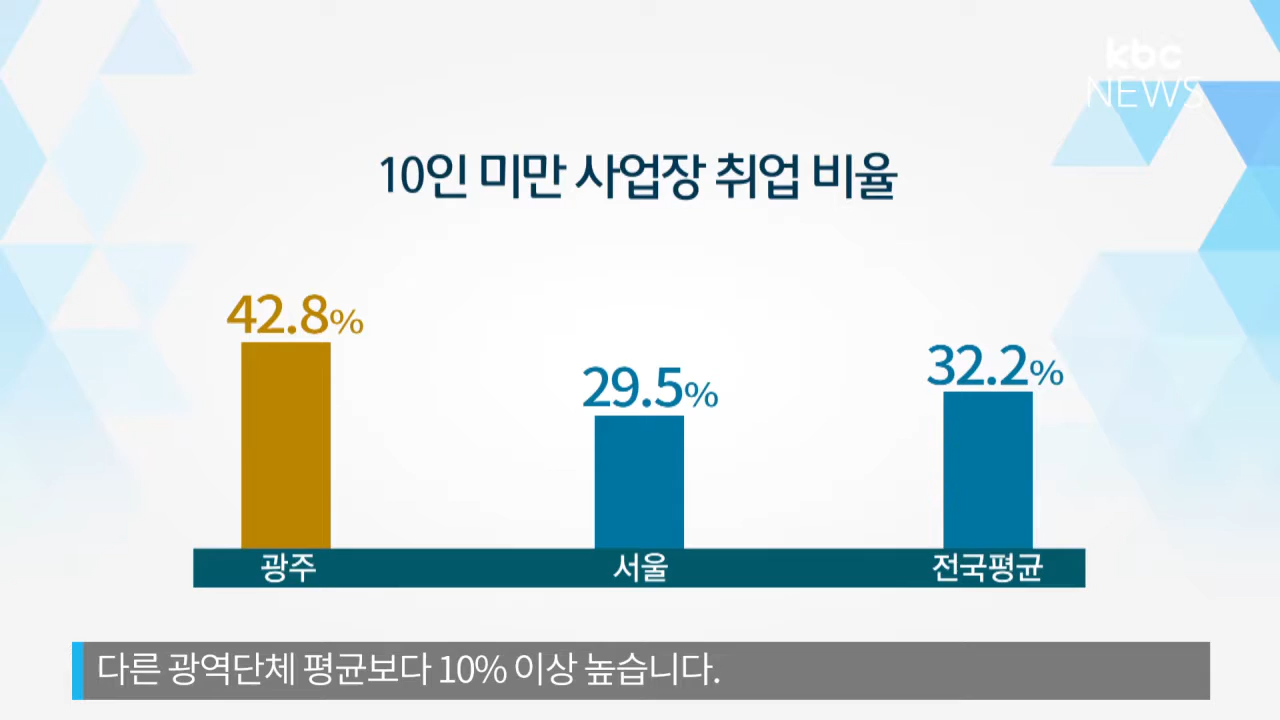 kbc
NEWS
10인 미만 사업장 취업 비율
42.8%
29.5%
32.2%
광주
서울
전국평균
다른 광역단체 평균보다 10% 이상 높습니다.